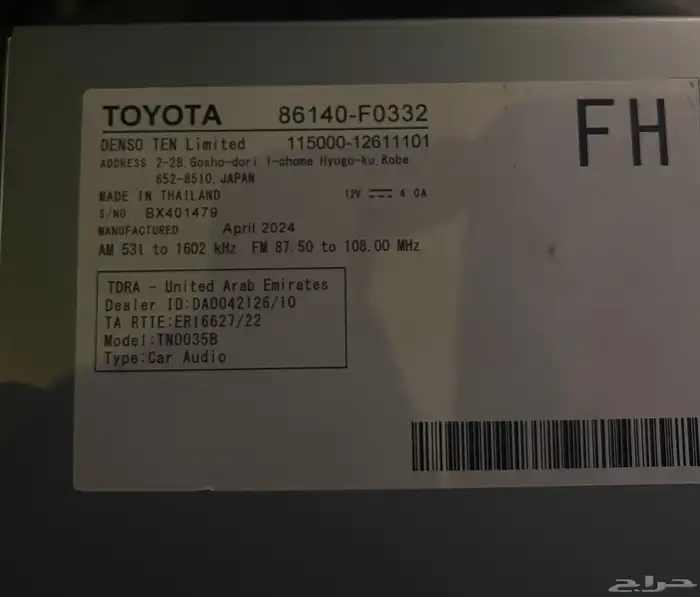 TOYOTA 86140-F0332
FH
DENSO TEN Limited 115000-12611101
ADDRESS 2-28, Gosho-dori 1-chome Hyogo-ku, Kobe
652-8510, JAPAN
MADE IN THAILAND 12V 4.0A
S/NO BX401479
MANUFACTURED April 2024
AM 531 to 1602 kHz FM 87.50 to 108.00 MHz
TDRA - United Arab Emirates
Dealer ID:DA0042126/10
TA RTTE:ER16627/22
Model:TN0035B
Type:Car Audio
حراج